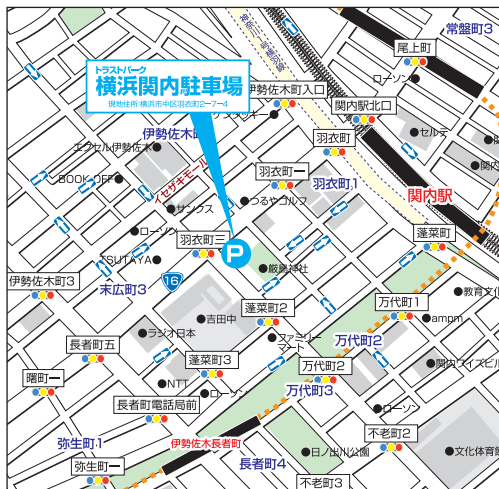 常盤町3
尾上町
ローソン
トラストパーク
横浜関内駐車場
現地住所:横浜市中区羽衣町2-7-4
伊勢佐木町入口
関内駅北口
セルテ
伊勢佐木町
エクセル伊勢佐木
羽衣町
BOOK-OFF
イセザキモール
羽衣町一
羽衣町1
関内駅
サンクス
つるやゴルフ
ローソン
羽衣町三
P
蓬莱町
TSUTAYA
厳島神社
伊勢佐木町3
末広町3
16
教育文化
吉田中
蓬莱町2
万代町1
ampm
ラジオ日本
ファミリー
マート
万代町2
長者町五
蓬莱町3
万代町2
関内ワイズビル
曙町一
NTT
ローソン
万代町3
長者町電話局前
ローソン
弥生町1
伊勢佐木長者町
不老町2
弥生町一
長者町4
日ノ出川公園
文化体育館
不老町3